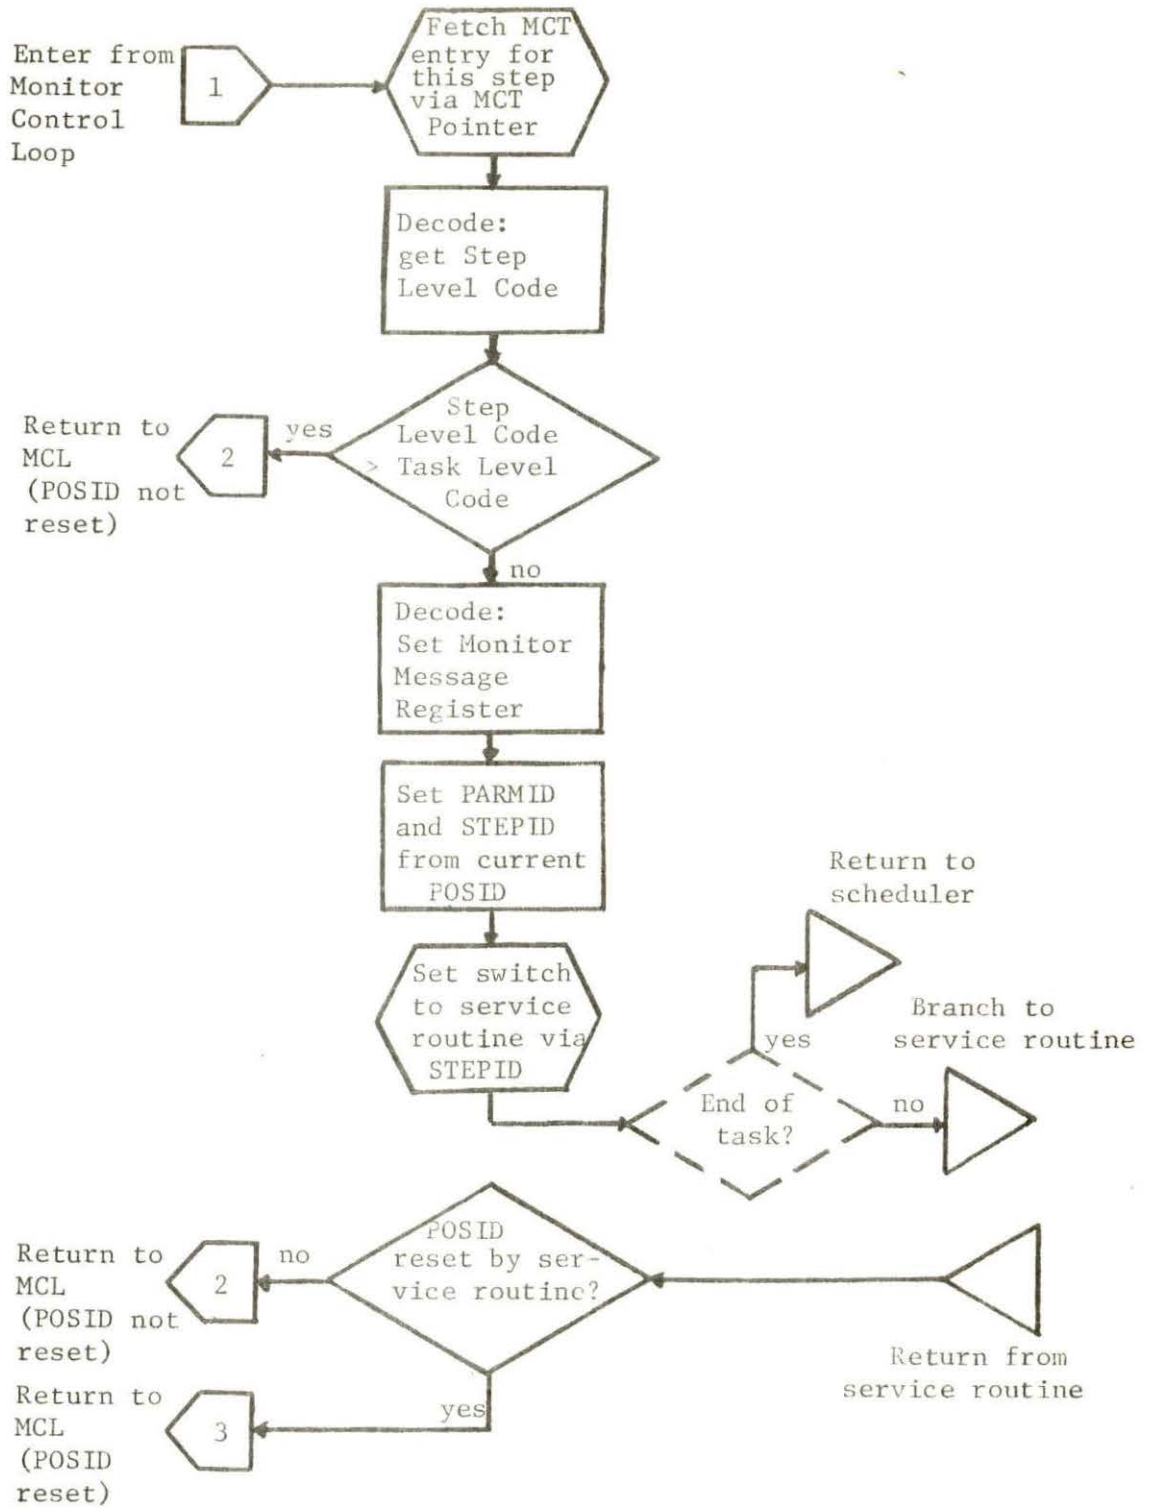 Enter from
Monitor
Control
Loop
1
Fetch MCT
entry for
this step
via MCT
Pointer
Decode:
get Step
Level Code
Step
Level Code
> Task Level
Code
yes
2
Return to
MCL
(POSID not
reset)
no
Decode:
Set Monitor
Message
Register
Set PARMID
and STEPID
from current
POSID
Set switch
to service
routine via
STEPID
Return to
scheduler
yes
End of
task?
no
Branch to
service routine
POSID
reset by ser-
vice routine?
no
2
Return to
MCL
(POSID not
reset)
Return from
service routine
yes
3
Return to
MCL
(POSID
reset)